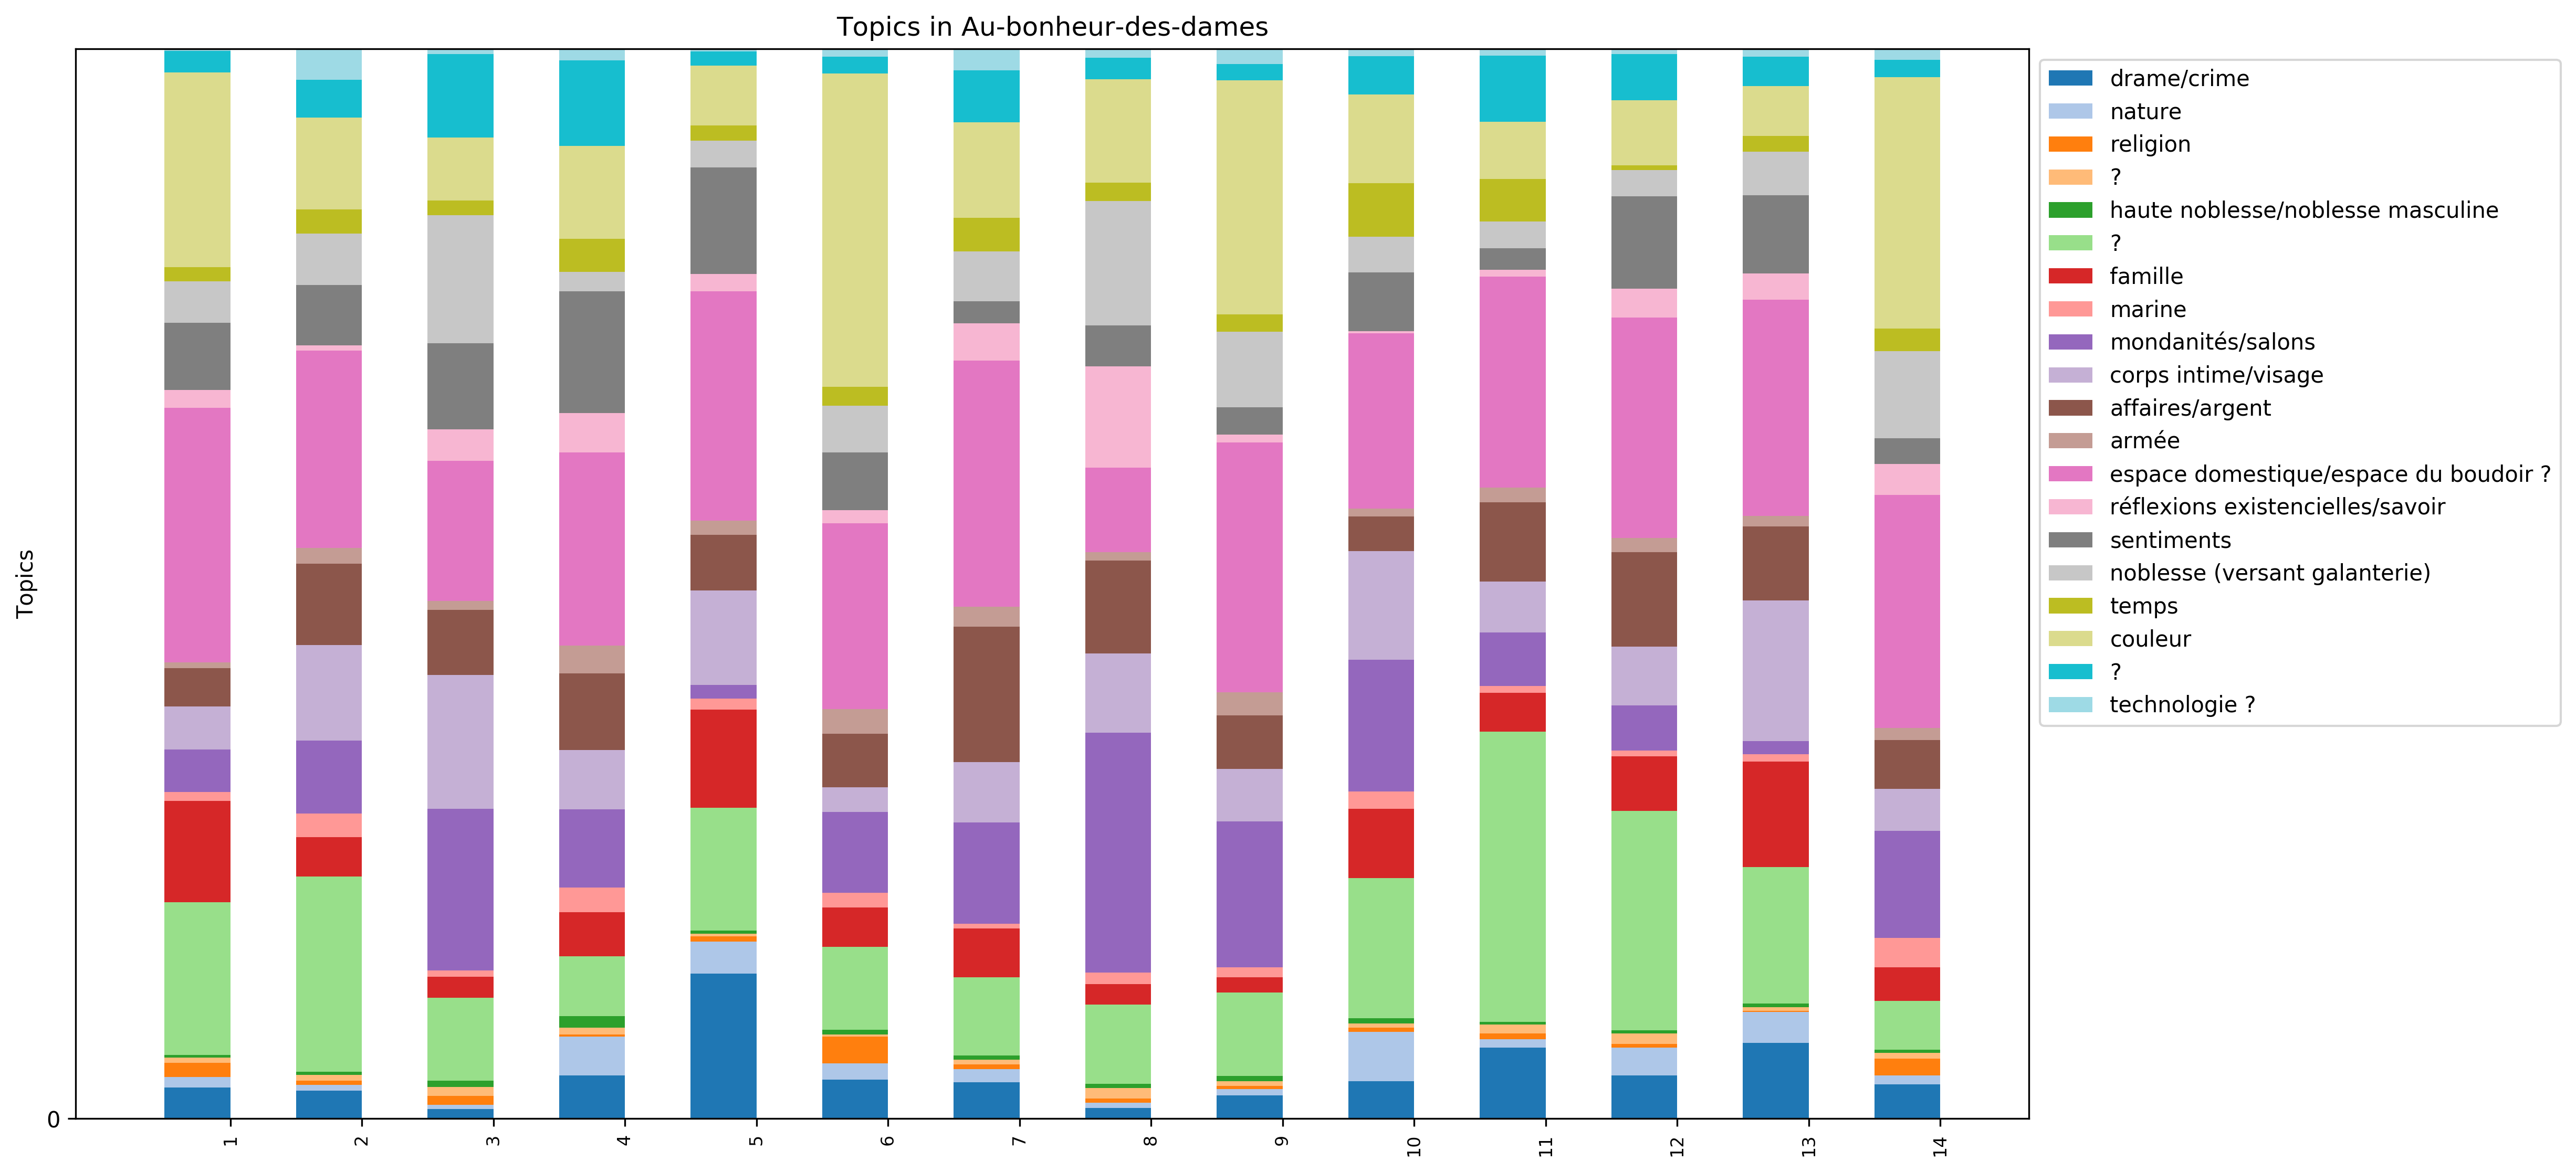 Topics in Au-bonheur-des-dames
drame/crime
nature
religion
?
haute noblesse/noblesse masculine
?
famille
marine
mondanités/salons
corps intime/visage
affaires/argent
armée
espace domestique/espace du boudoir ?
réflexions existencielles/savoir
sentiments
noblesse (versant galanterie)
temps
couleur
?
technologie ?
Topics
0
1
2
3
4
5
6
7
8
9
10
11
12
13
14